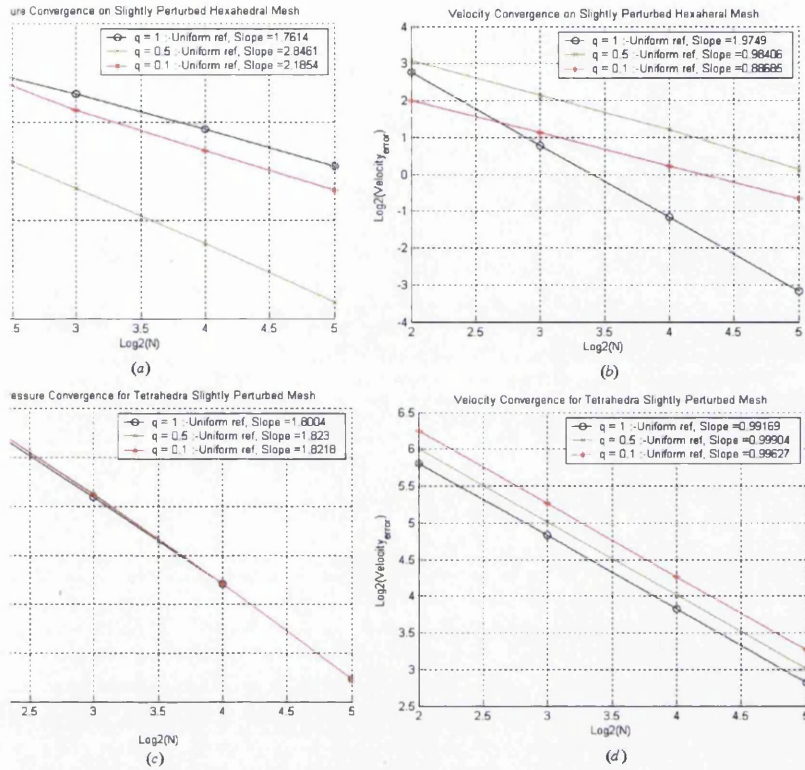 ure Convergence on Slightly Perturbed Hexahedral Mesh
q = 1 :-Uniform ref, Slope =1.7614
q = 0.5 :-Uniform ref, Slope =2.8461
q = 0.1 :-Uniform ref, Slope =2.1854
2.5 3 3.5 4 4.5 5
Log2(N)
(a)
Velocity Convergence on Slightly Perturbed Hexaheral Mesh
q = 1 :-Uniform ref, Slope =1.9749
q = 0.5 :-Uniform ref, Slope =0.98406
q = 0.1 :-Uniform ref, Slope =0.88685
Log2(Velocity_error)
4
3
2
1
0
-1
-2
-3
-4
2 2.5 3 3.5 4 4.5 5
Log2(N)
(b)
essure Convergence for Tetrahedra Slightly Perturbed Mesh
q = 1 :-Uniform ref, Slope =1.8004
q = 0.5 :-Uniform ref, Slope =1.823
q = 0.1 :-Uniform ref, Slope =1.8218
2.5 3 3.5 4 4.5 5
Log2(N)
(c)
Velocity Convergence for Tetrahedra Slightly Perturbed Mesh
q = 1 :-Uniform ref, Slope =0.99169
q = 0.5 :-Uniform ref, Slope =0.99904
q = 0.1 :-Uniform ref, Slope =0.99627
Log2(Velocity_error)
6.5
6
5.5
5
4.5
4
3.5
3
2.5
2 2.5 3 3.5 4 4.5 5
Log2(N)
(d)